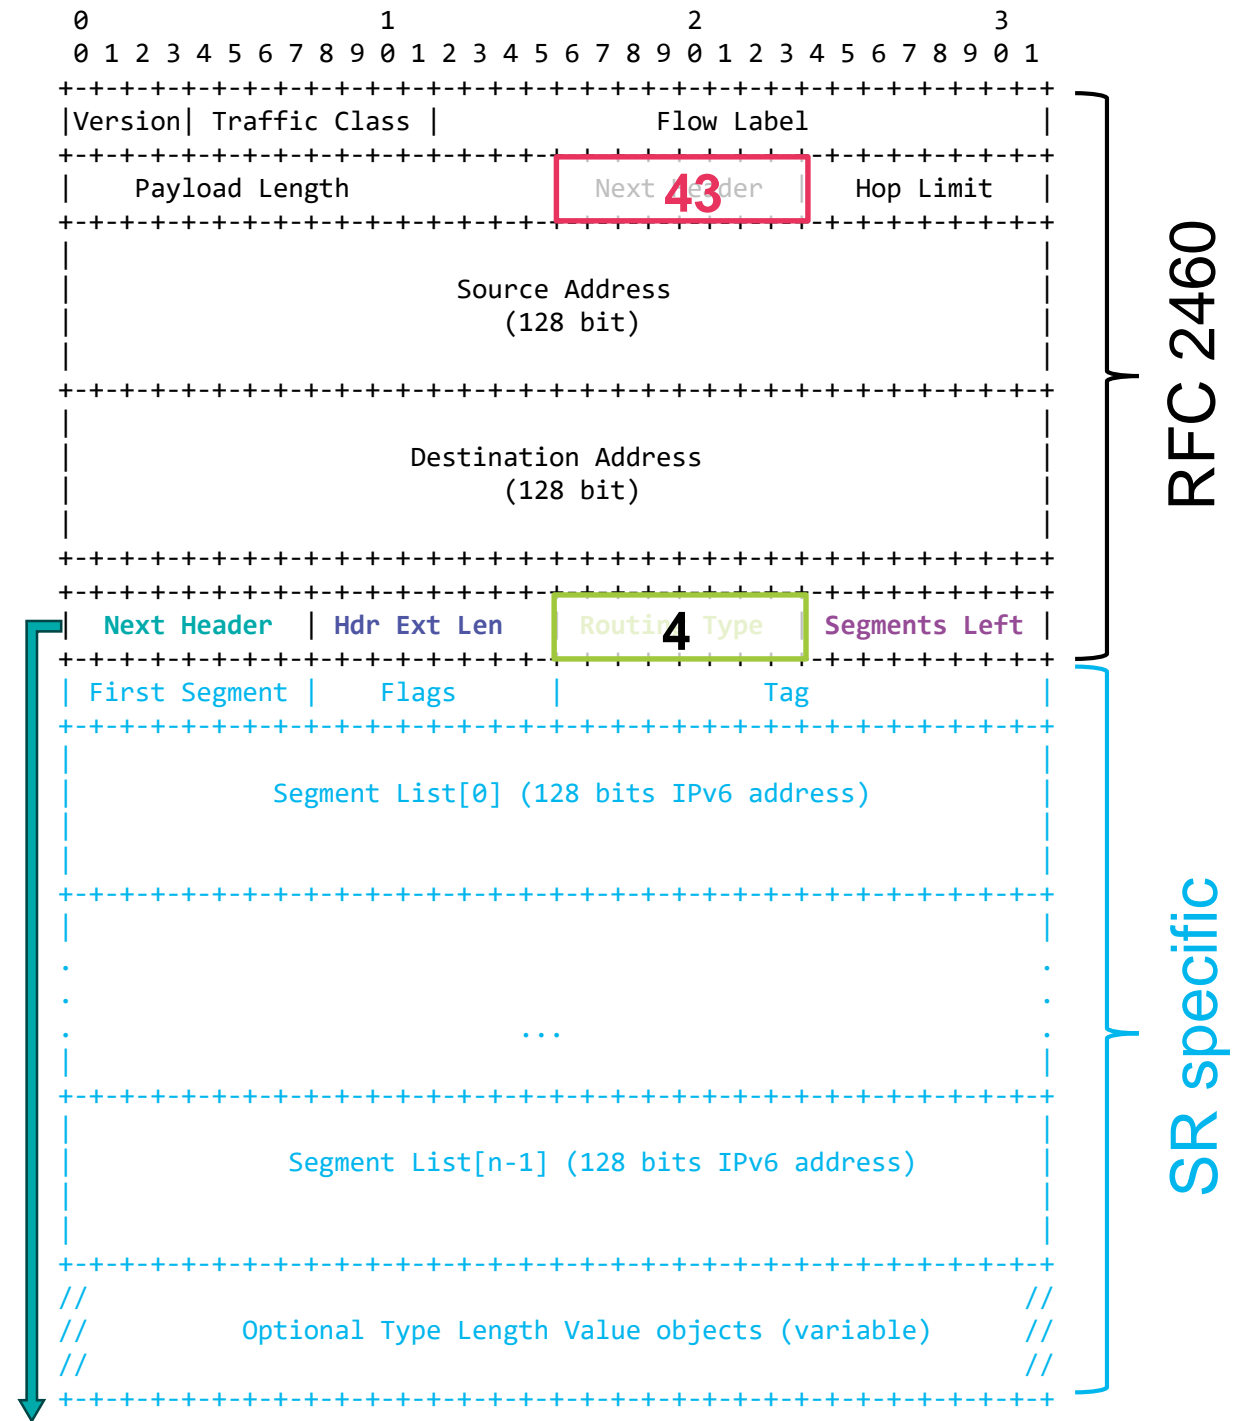 0                   1                   2                   3
0 1 2 3 4 5 6 7 8 9 0 1 2 3 4 5 6 7 8 9 0 1 2 3 4 5 6 7 8 9 0 1
+-+-+-+-+-+-+-+-+-+-+-+-+-+-+-+-+-+-+-+-+-+-+-+-+-+-+-+-+-+-+-+-+
|Version| Traffic Class | Flow Label |
+-+-+-+-+-+-+-+-+-+-+-+-+-+-+-+-+-+-+-+-+-+-+-+-+-+-+-+-+-+-+-+-+
| Payload Length | Next Header | Hop Limit |
43
+-+-+-+-+-+-+-+-+-+-+-+-+-+-+-+-+-+-+-+-+-+-+-+-+-+-+-+-+-+-+-+-+
| |
| Source Address |
| (128 bit) |
| |
+-+-+-+-+-+-+-+-+-+-+-+-+-+-+-+-+-+-+-+-+-+-+-+-+-+-+-+-+-+-+-+-+
| |
| Destination Address |
| (128 bit) |
| |
+-+-+-+-+-+-+-+-+-+-+-+-+-+-+-+-+-+-+-+-+-+-+-+-+-+-+-+-+-+-+-+-+
RFC 2460
+-+-+-+-+-+-+-+-+-+-+-+-+-+-+-+-+-+-+-+-+-+-+-+-+-+-+-+-+-+-+-+-+
| Next Header | Hdr Ext Len | Routing Type | Segments Left |
4
+-+-+-+-+-+-+-+-+-+-+-+-+-+-+-+-+-+-+-+-+-+-+-+-+-+-+-+-+-+-+-+-+
| First Segment | Flags | Tag |
+-+-+-+-+-+-+-+-+-+-+-+-+-+-+-+-+-+-+-+-+-+-+-+-+-+-+-+-+-+-+-+-+
| |
| Segment List[0] (128 bits IPv6 address) |
| |
| |
+-+-+-+-+-+-+-+-+-+-+-+-+-+-+-+-+-+-+-+-+-+-+-+-+-+-+-+-+-+-+-+-+
| |
. .
. .
. ... .
| |
+-+-+-+-+-+-+-+-+-+-+-+-+-+-+-+-+-+-+-+-+-+-+-+-+-+-+-+-+-+-+-+-+
| |
| Segment List[n-1] (128 bits IPv6 address) |
| |
| |
+-+-+-+-+-+-+-+-+-+-+-+-+-+-+-+-+-+-+-+-+-+-+-+-+-+-+-+-+-+-+-+-+
// //
// Optional Type Length Value objects (variable) //
// //
+-+-+-+-+-+-+-+-+-+-+-+-+-+-+-+-+-+-+-+-+-+-+-+-+-+-+-+-+-+-+-+-+
SR specific